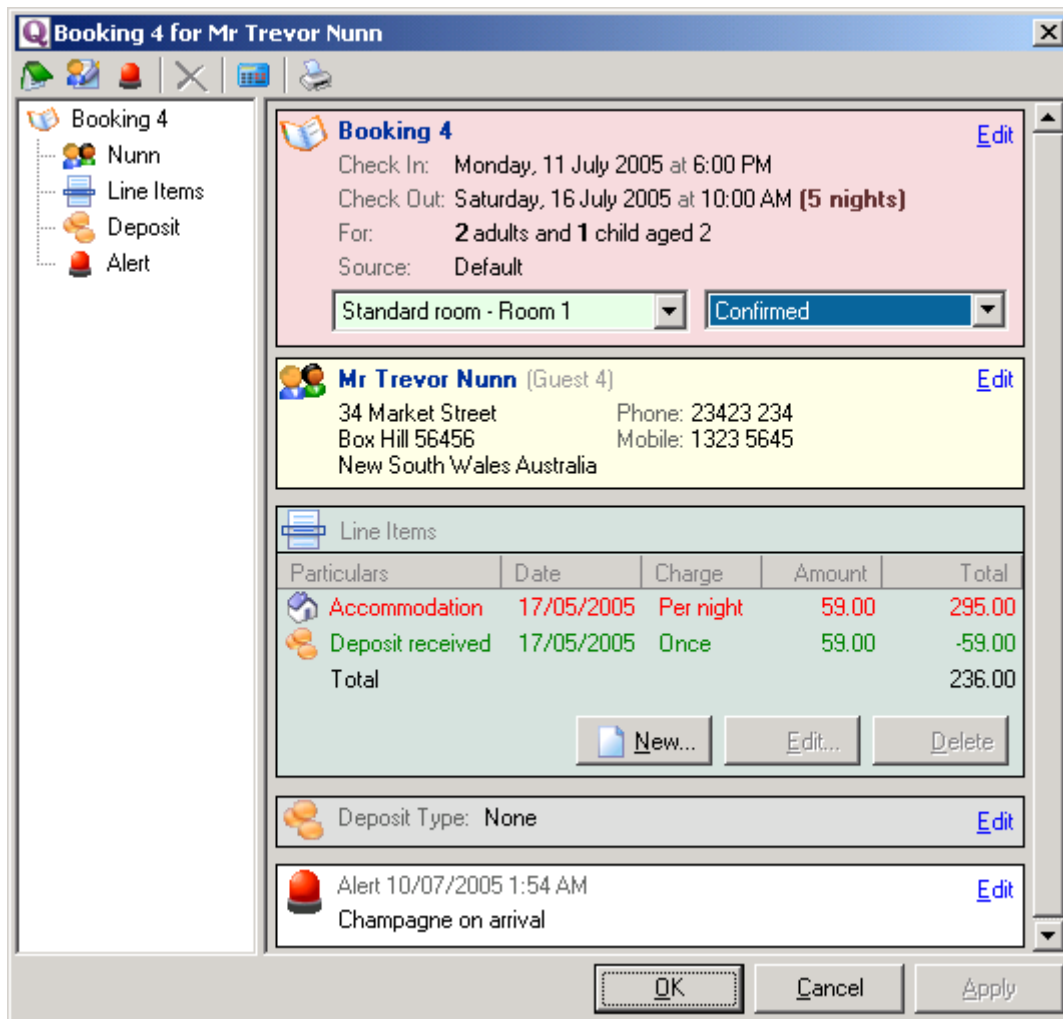 Booking 4 for Mr Trevor Nunn
Booking 4
Nunn
Line Items
Deposit
Alert
Booking 4 Edit
Check In: Monday, 11 July 2005 at 6:00 PM
Check Out: Saturday, 16 July 2005 at 10:00 AM (5 nights)
For: 2 adults and 1 child aged 2
Source: Default
Standard room - Room 1 Confirmed
Mr Trevor Nunn (Guest 4) Edit
34 Market Street Phone: 23423 234
Box Hill 56456 Mobile: 1323 5645
New South Wales Australia
Line Items
Particulars Date Charge Amount Total
Accommodation 17/05/2005 Per night 59.00 295.00
Deposit received 17/05/2005 Once 59.00 -59.00
Total 236.00
New... Edit... Delete
Deposit Type: None Edit
Alert 10/07/2005 1:54 AM Edit
Champagne on arrival
OK Cancel Apply